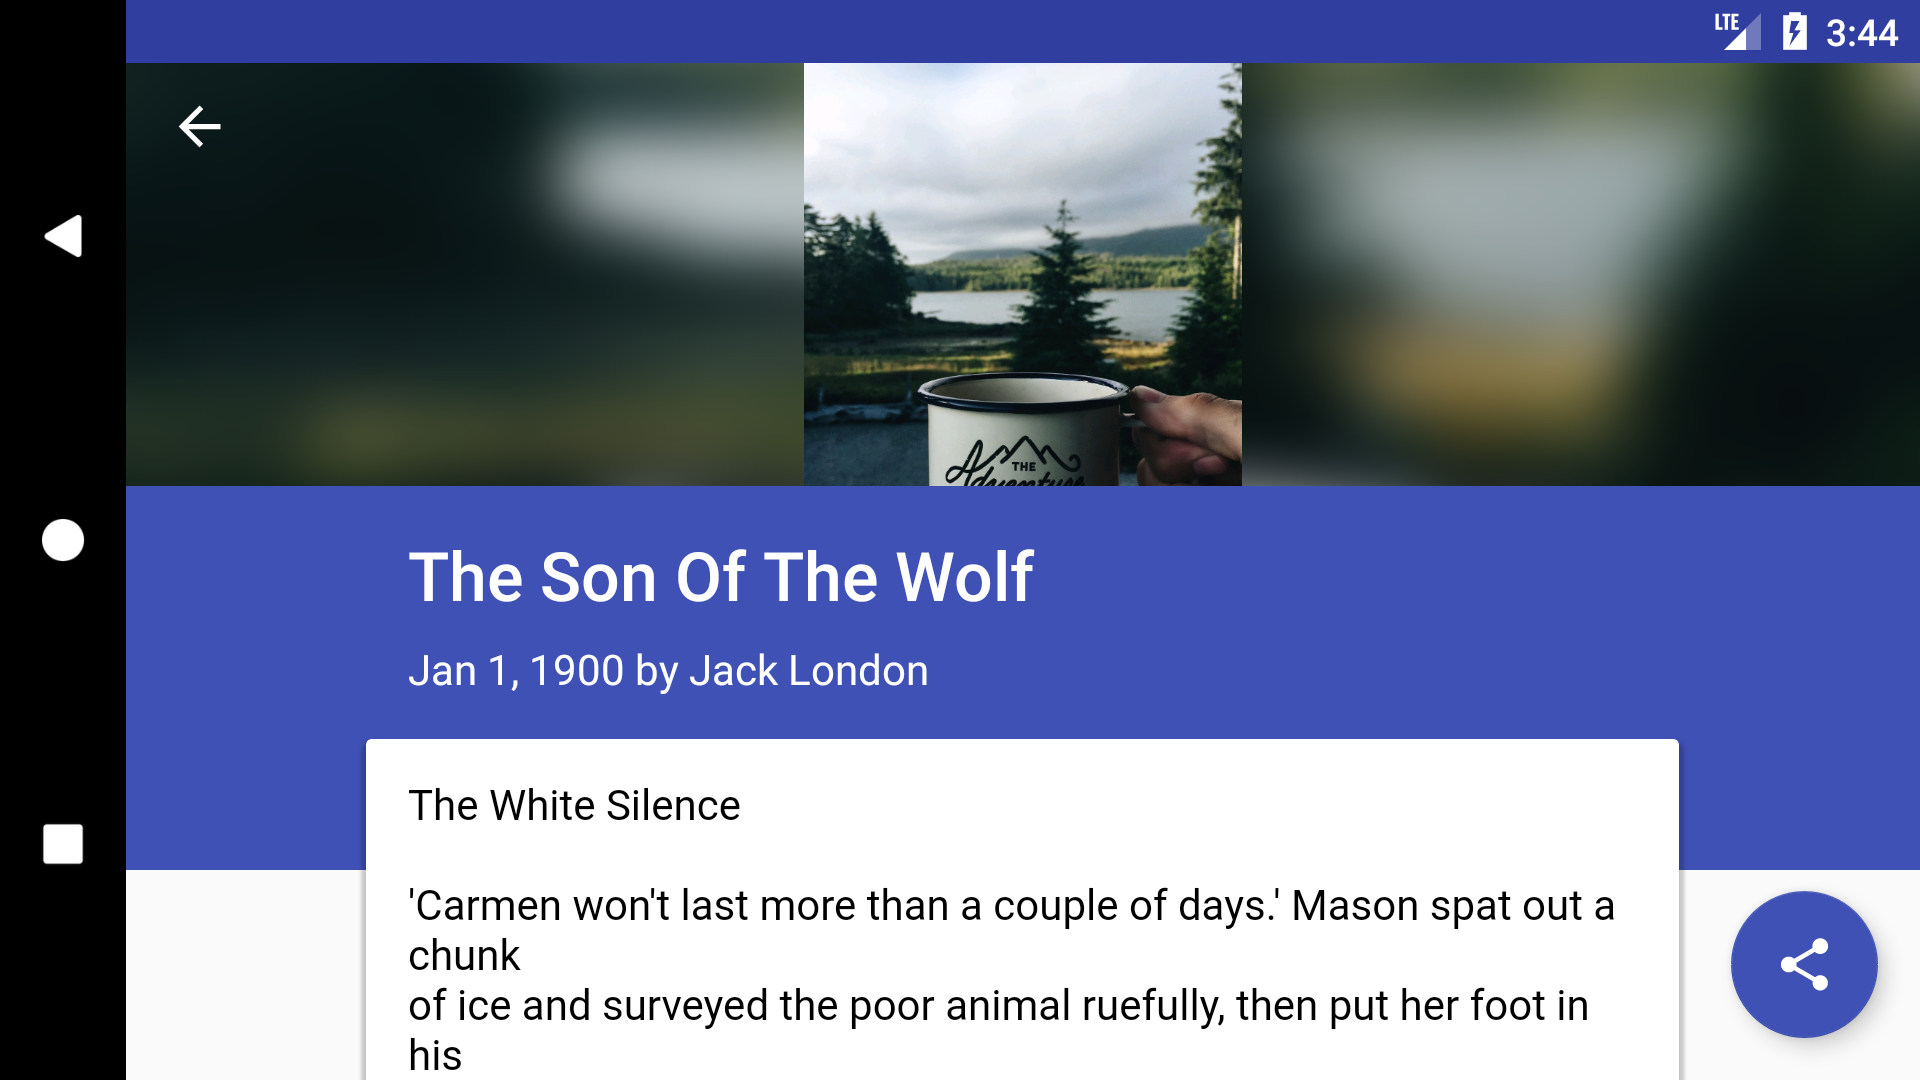 LTE 3:44
THE
Adventure
The Son Of The Wolf
Jan 1, 1900 by Jack London
The White Silence
'Carmen won't last more than a couple of days.' Mason spat out a
chunk
of ice and surveyed the poor animal ruefully, then put her foot in
his